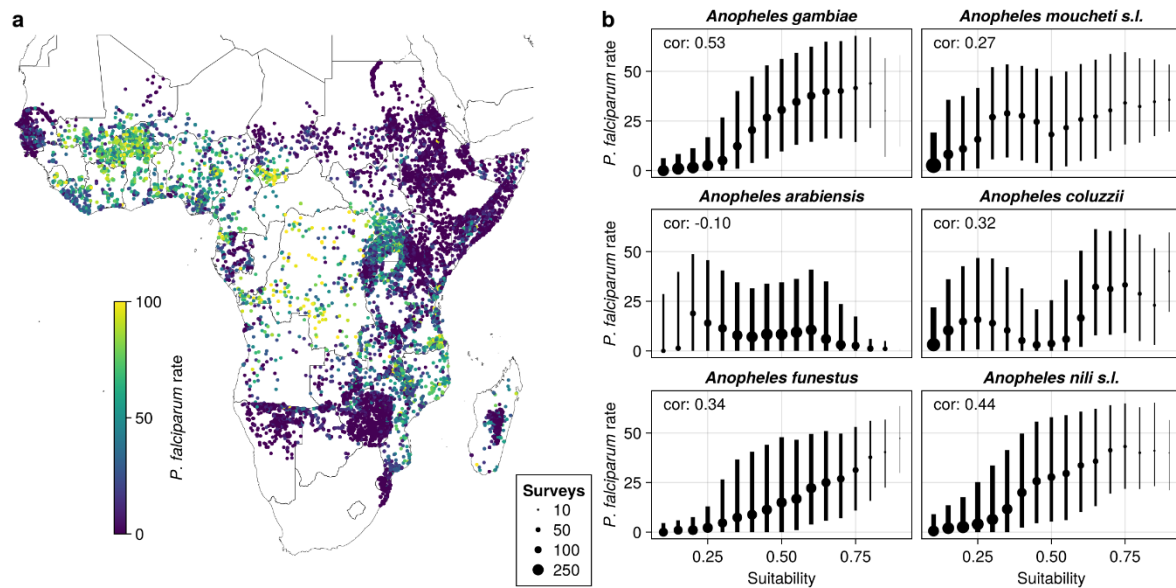 a
100
50
0
P. falciparum rate
Surveys
10
50
100
250
b
Anopheles gambiae
Anopheles moucheti s.l.
cor: 0.53
cor: 0.27
P. falciparum rate
50
25
0
Anopheles arabiensis
Anopheles coluzzii
cor: -0.10
cor: 0.32
P. falciparum rate
50
25
0
Anopheles funestus
Anopheles nili s.l.
cor: 0.34
cor: 0.44
P. falciparum rate
50
25
0
0.25 0.50 0.75
0.25 0.50 0.75
Suitability
Suitability